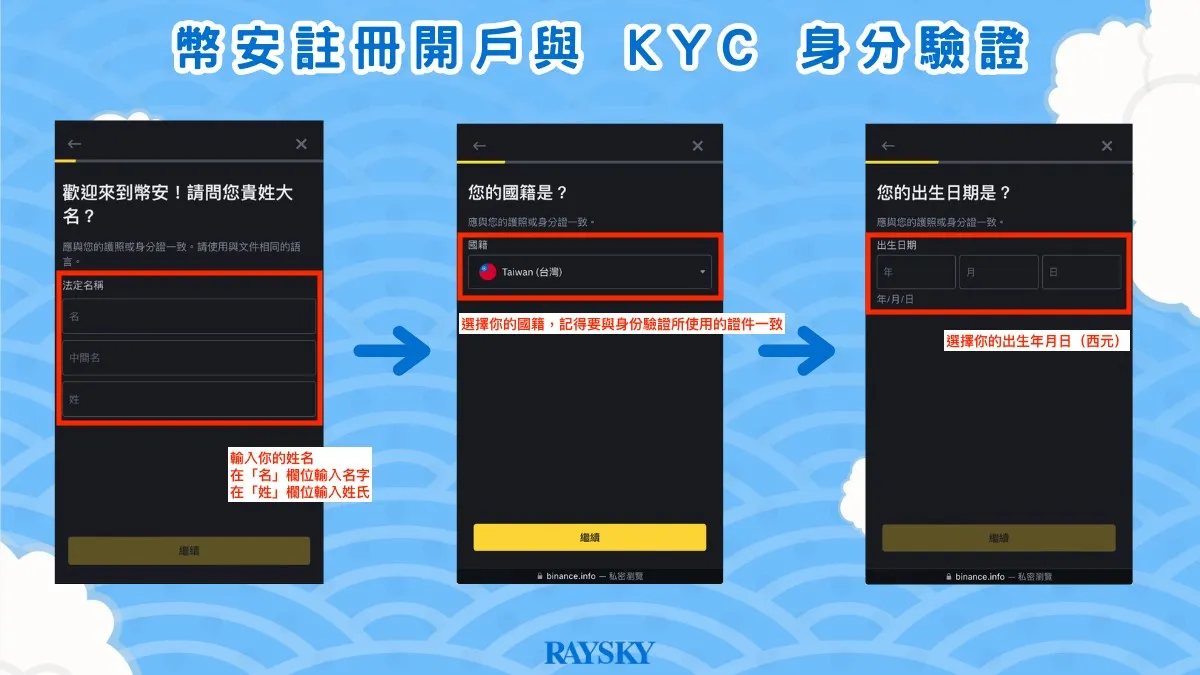 幣安註冊開戶與 KYC 身分驗證
歡迎來到幣安！請問您貴姓大
名？
應與您的護照或身分證一致。請使用與文件相同的語
言。
法定名稱
名
中間名
姓
輸入你的姓名
在「名」欄位輸入名字
在「姓」欄位輸入姓氏
繼續
您的國籍是？
應與您的護照或身分證一致。
國籍
Taiwan (台灣)
選擇你的國籍，記得要與身份驗證所使用的證件一致
繼續
binance.info — 私密瀏覽
您的出生日期是？
應與您的護照或身分證一致。
出生日期
年 月 日
年/月/日
選擇你的出生年月日（西元）
繼續
binance.info — 私密瀏覽
RAYSKY